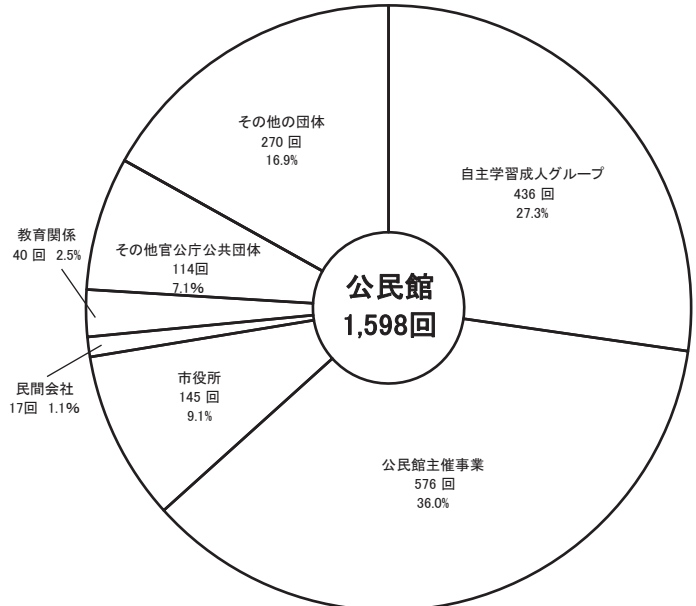 その他の団体
270 回
16.9%
自主学習成人グループ
436 回
27.3%
教育関係
40 回 2.5%
その他官公庁公共団体
114回
7.1%
公民館
1,598回
民間会社
17回 1.1%
市役所
145 回
9.1%
公民館主催事業
576 回
36.0%